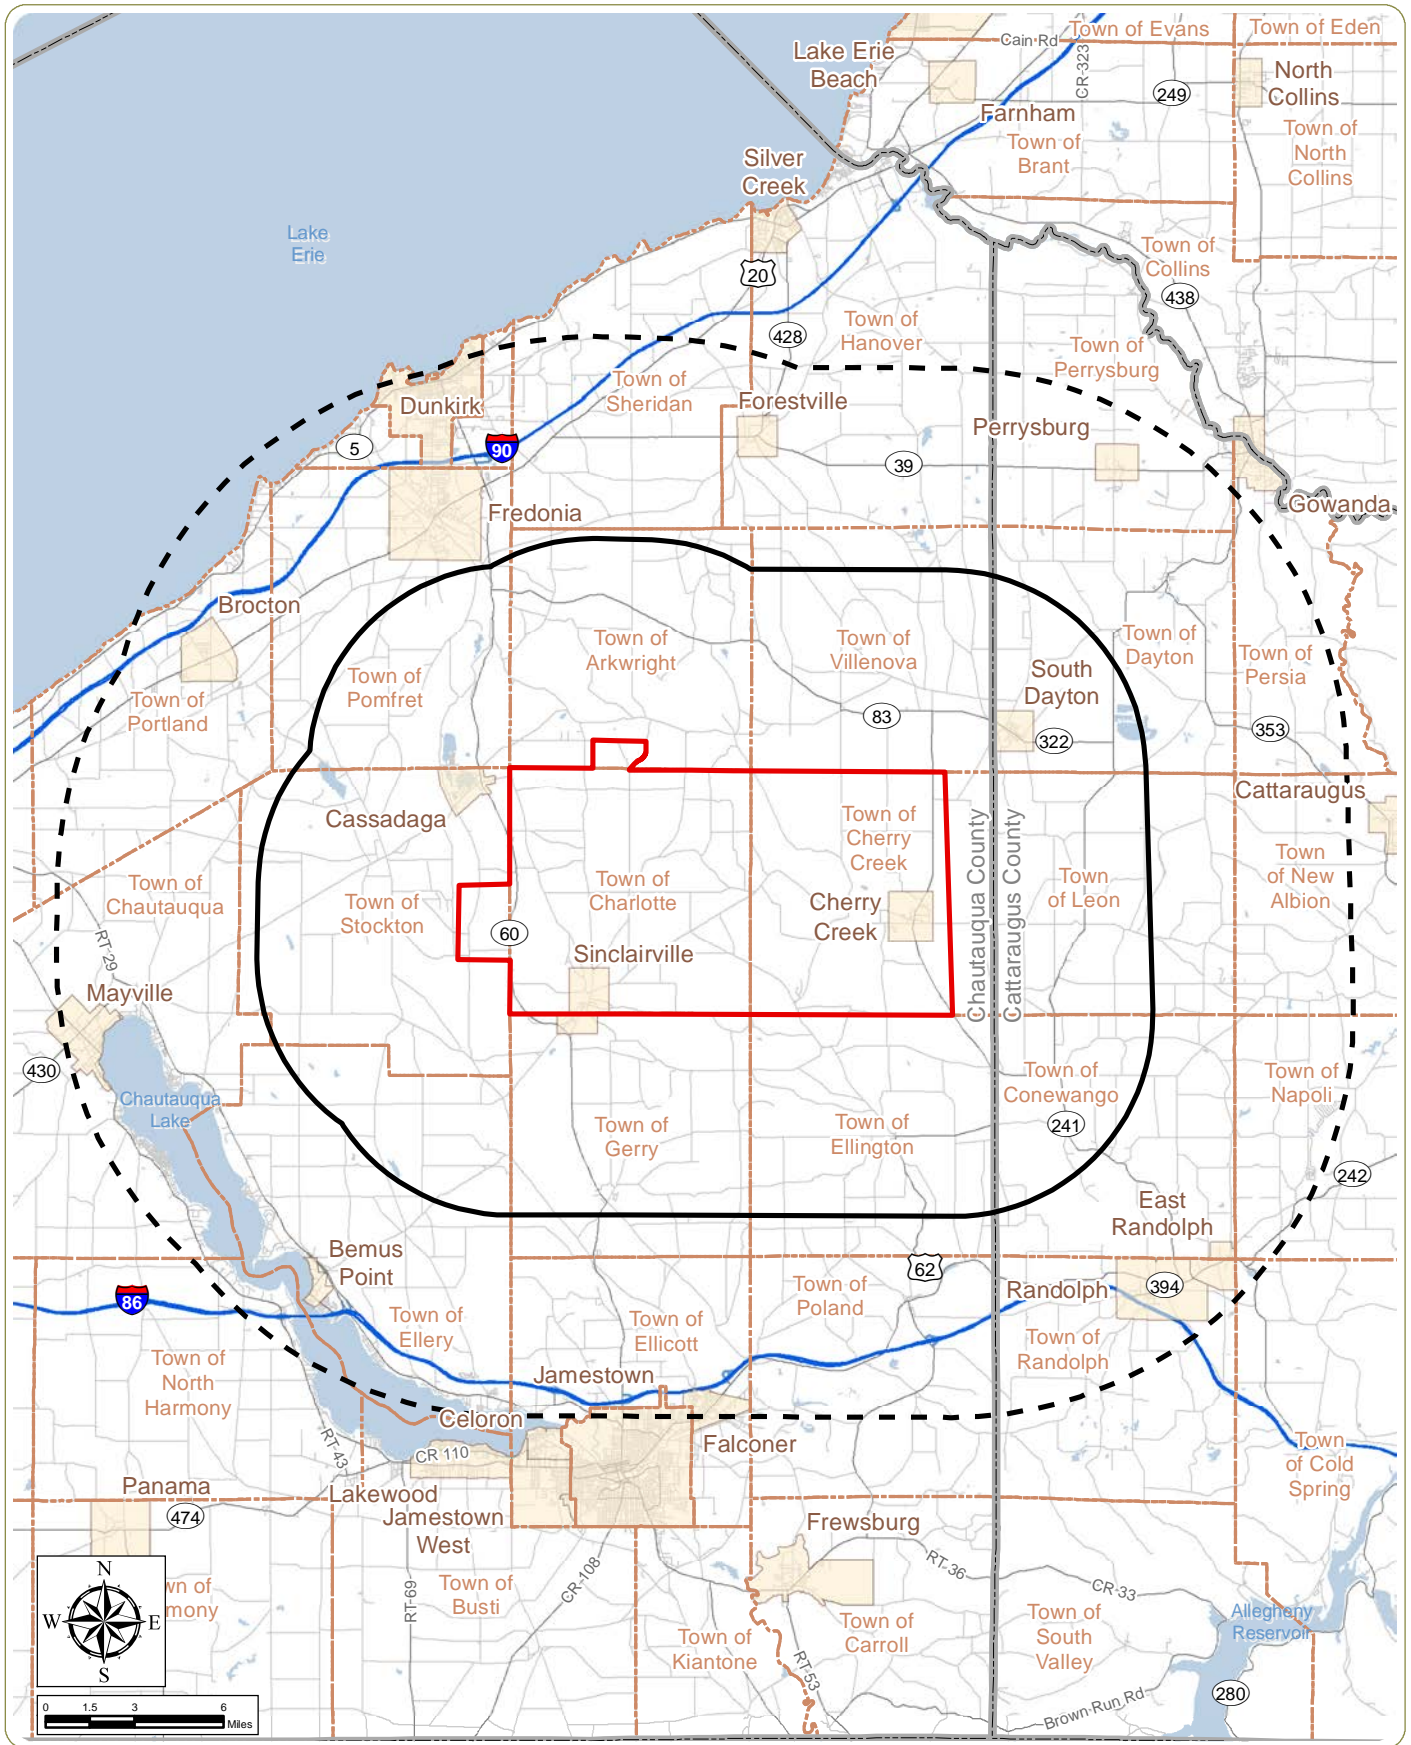 Town of Evans
Town of Eden
Cain Rd
CR-323
Lake Erie
Beach
North
Collins
249
Farnham
Town of
Brant
Town of
North
Collins
Silver
Creek
Lake
Erie
Town of
Collins
20
438
428
Town of
Hanover
Town of
Perrysburg
Town of
Sheridan
Dunkirk
Forestville
Perrysburg
5
90
39
Gowanda
Fredonia
Brocton
Town of
Arkwright
Town of
Villenova
Town of
Dayton
Town of
Persia
Town of
Pomfret
South
Dayton
Town of
Portland
83
322
353
Cattaraugus
Cassadaga
Town of
Cherry
Creek
Chautauqua County
Cattaraugus County
Town of
Chautauqua
Town of
Stockton
Town of
Charlotte
Town
of Leon
Town
of New
Albion
Cherry
Creek
60
RT-29
Sinclairville
Mayville
430
Town of
Conewango
Town of
Napoli
Chautauqua
Lake
Town of
Gerry
Town of
Ellington
241
242
East
Randolph
Bemus
Point
62
86
Town of
Poland
Randolph
394
Town of
Ellery
Town of
Ellicott
Town of
Randolph
Town of
North
Harmony
Jamestown
Celeron
Falconer
RT-43
CR 110
Town
of Cold
Spring
Panama
Lakewood
474
Jamestown
West
Frewsburg
RT-36
CR-33
N
W
E
S
wn of
mony
RT-69
Town of
Busti
CR-108
Town of
Kiantone
RT-53
Town of
Carroll
Town of
South
Valley
Allegheny
Reservoir
280
Brown Run Rd
0 1.5 3 6
Miles